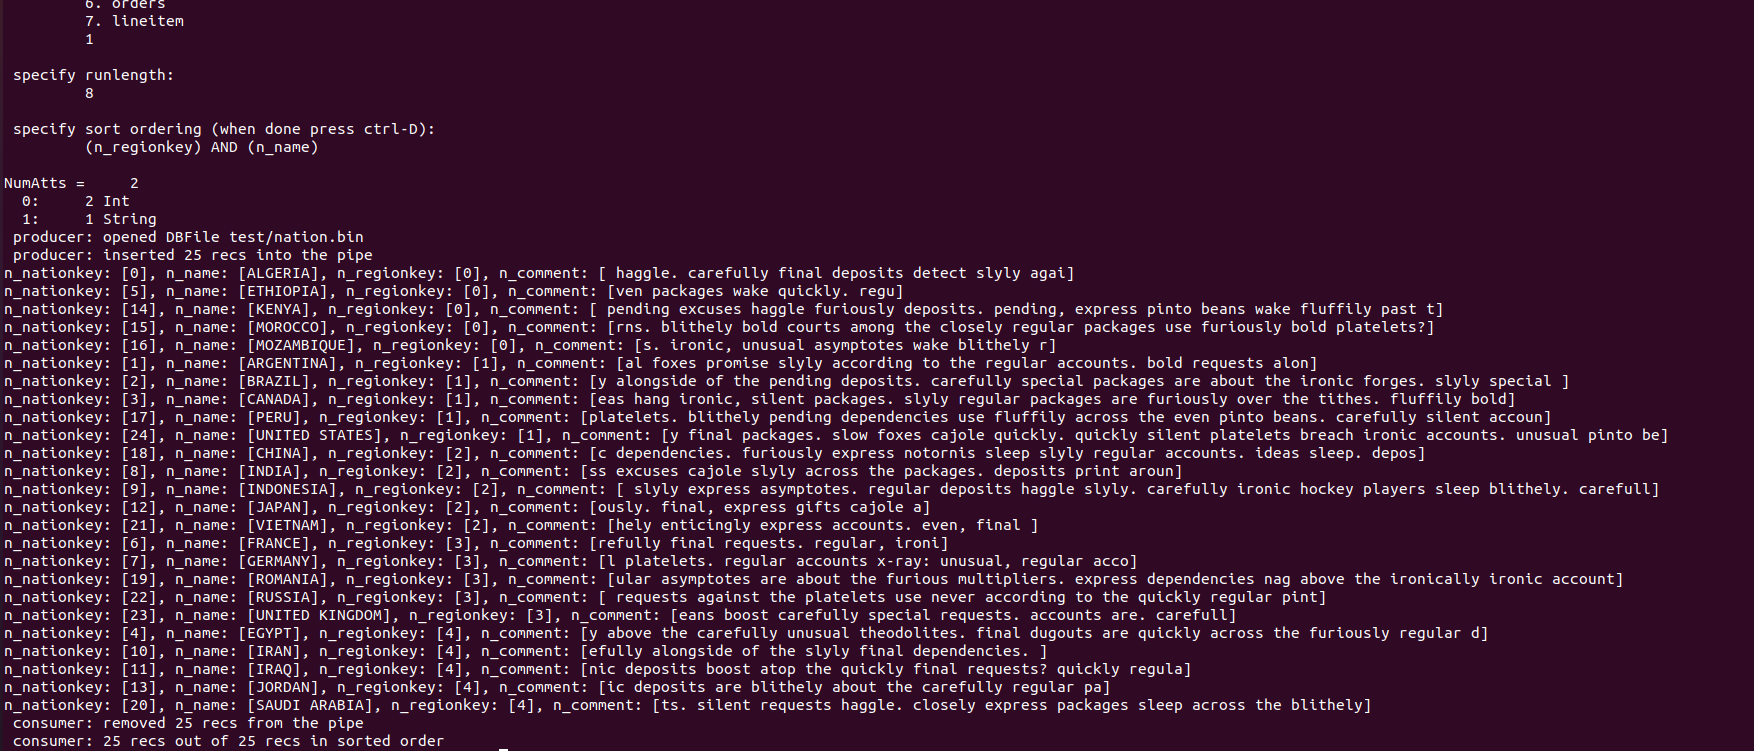 6. orders
7. lineitem
1
specify runlength:
8
specify sort ordering (when done press ctrl-D):
(n_regionkey) AND (n_name)
NumAtts =     2
0:     2 Int
1:     1 String
producer: opened DBFile test/nation.bin
producer: inserted 25 recs into the pipe
n_nationkey: [0], n_name: [ALGERIA], n_regionkey: [0], n_comment: [ haggle. carefully final deposits detect slyly agai]
n_nationkey: [5], n_name: [ETHIOPIA], n_regionkey: [0], n_comment: [ven packages wake quickly. regu]
n_nationkey: [14], n_name: [KENYA], n_regionkey: [0], n_comment: [ pending excuses haggle furiously deposits. pending, express pinto beans wake fluffily past t]
n_nationkey: [15], n_name: [MOROCCO], n_regionkey: [0], n_comment: [rns. blithely bold courts among the closely regular packages use furiously bold platelets?]
n_nationkey: [16], n_name: [MOZAMBIQUE], n_regionkey: [0], n_comment: [s. ironic, unusual asymptotes wake blithely r]
n_nationkey: [1], n_name: [ARGENTINA], n_regionkey: [1], n_comment: [al foxes promise slyly according to the regular accounts. bold requests alon]
n_nationkey: [2], n_name: [BRAZIL], n_regionkey: [1], n_comment: [y alongside of the pending deposits. carefully special packages are about the ironic forges. slyly special ]
n_nationkey: [3], n_name: [CANADA], n_regionkey: [1], n_comment: [eas hang ironic, silent packages. slyly regular packages are furiously over the tithes. fluffily bold]
n_nationkey: [17], n_name: [PERU], n_regionkey: [1], n_comment: [platelets. blithely pending dependencies use fluffily across the even pinto beans. carefully silent accoun]
n_nationkey: [24], n_name: [UNITED STATES], n_regionkey: [1], n_comment: [y final packages. slow foxes cajole quickly. quickly silent platelets breach ironic accounts. unusual pinto be]
n_nationkey: [18], n_name: [CHINA], n_regionkey: [2], n_comment: [c dependencies. furiously express notornis sleep slyly regular accounts. ideas sleep. depos]
n_nationkey: [8], n_name: [INDIA], n_regionkey: [2], n_comment: [ss excuses cajole slyly across the packages. deposits print aroun]
n_nationkey: [9], n_name: [INDONESIA], n_regionkey: [2], n_comment: [ slyly express asymptotes. regular deposits haggle slyly. carefully ironic hockey players sleep blithely. carefull]
n_nationkey: [12], n_name: [JAPAN], n_regionkey: [2], n_comment: [ously. final, express gifts cajole a]
n_nationkey: [21], n_name: [VIETNAM], n_regionkey: [2], n_comment: [hely enticingly express accounts. even, final ]
n_nationkey: [6], n_name: [FRANCE], n_regionkey: [3], n_comment: [refully final requests. regular, ironi]
n_nationkey: [7], n_name: [GERMANY], n_regionkey: [3], n_comment: [l platelets. regular accounts x-ray: unusual, regular acco]
n_nationkey: [19], n_name: [ROMANIA], n_regionkey: [3], n_comment: [ular asymptotes are about the furious multipliers. express dependencies nag above the ironically ironic account]
n_nationkey: [22], n_name: [RUSSIA], n_regionkey: [3], n_comment: [ requests against the platelets use never according to the quickly regular pint]
n_nationkey: [23], n_name: [UNITED KINGDOM], n_regionkey: [3], n_comment: [eans boost carefully special requests. accounts are. carefull]
n_nationkey: [4], n_name: [EGYPT], n_regionkey: [4], n_comment: [y above the carefully unusual theodolites. final dugouts are quickly across the furiously regular d]
n_nationkey: [10], n_name: [IRAN], n_regionkey: [4], n_comment: [efully alongside of the slyly final dependencies. ]
n_nationkey: [11], n_name: [IRAQ], n_regionkey: [4], n_comment: [nic deposits boost atop the quickly final requests? quickly regula]
n_nationkey: [13], n_name: [JORDAN], n_regionkey: [4], n_comment: [ic deposits are blithely about the carefully regular pa]
n_nationkey: [20], n_name: [SAUDI ARABIA], n_regionkey: [4], n_comment: [ts. silent requests haggle. closely express packages sleep across the blithely]
consumer: removed 25 recs from the pipe
consumer: 25 recs out of 25 recs in sorted order